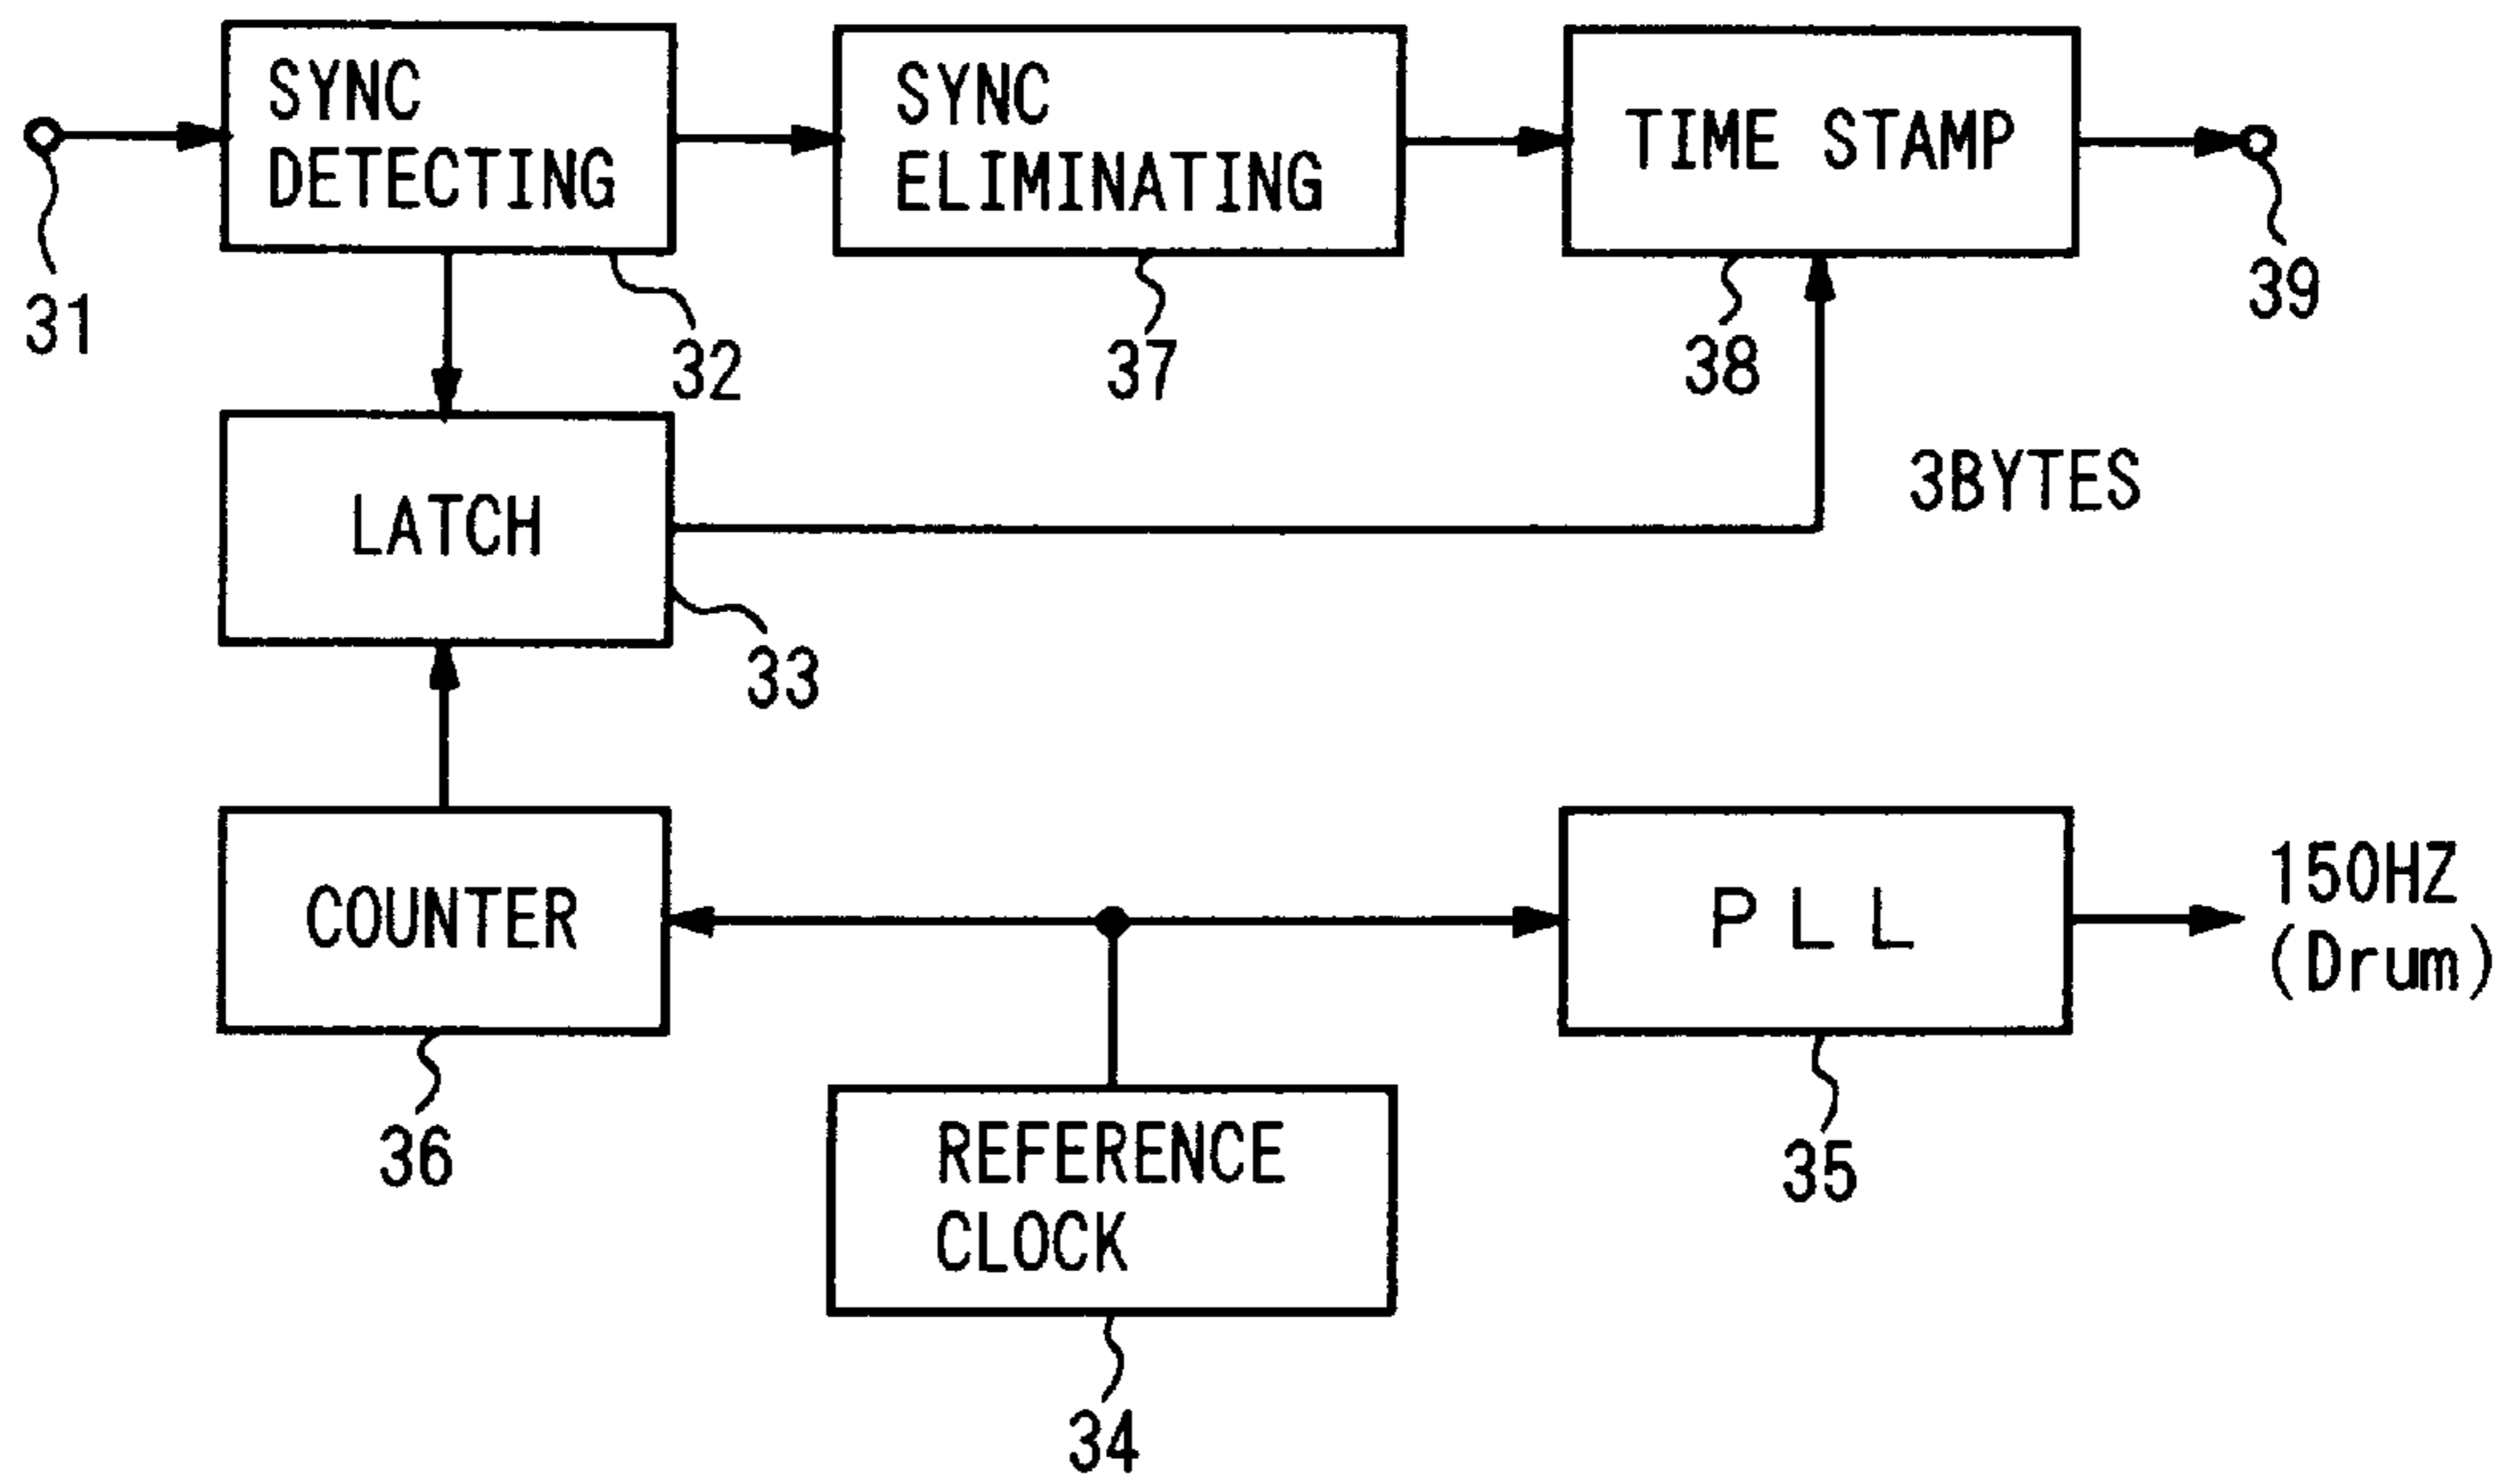 SYNC
DETECTING
SYNC
ELIMINATING
TIME STAMP
31
32
37
38
39
LATCH
3BYTES
33
COUNTER
PLL
150HZ
(Drum)
36
REFERENCE
CLOCK
35
34